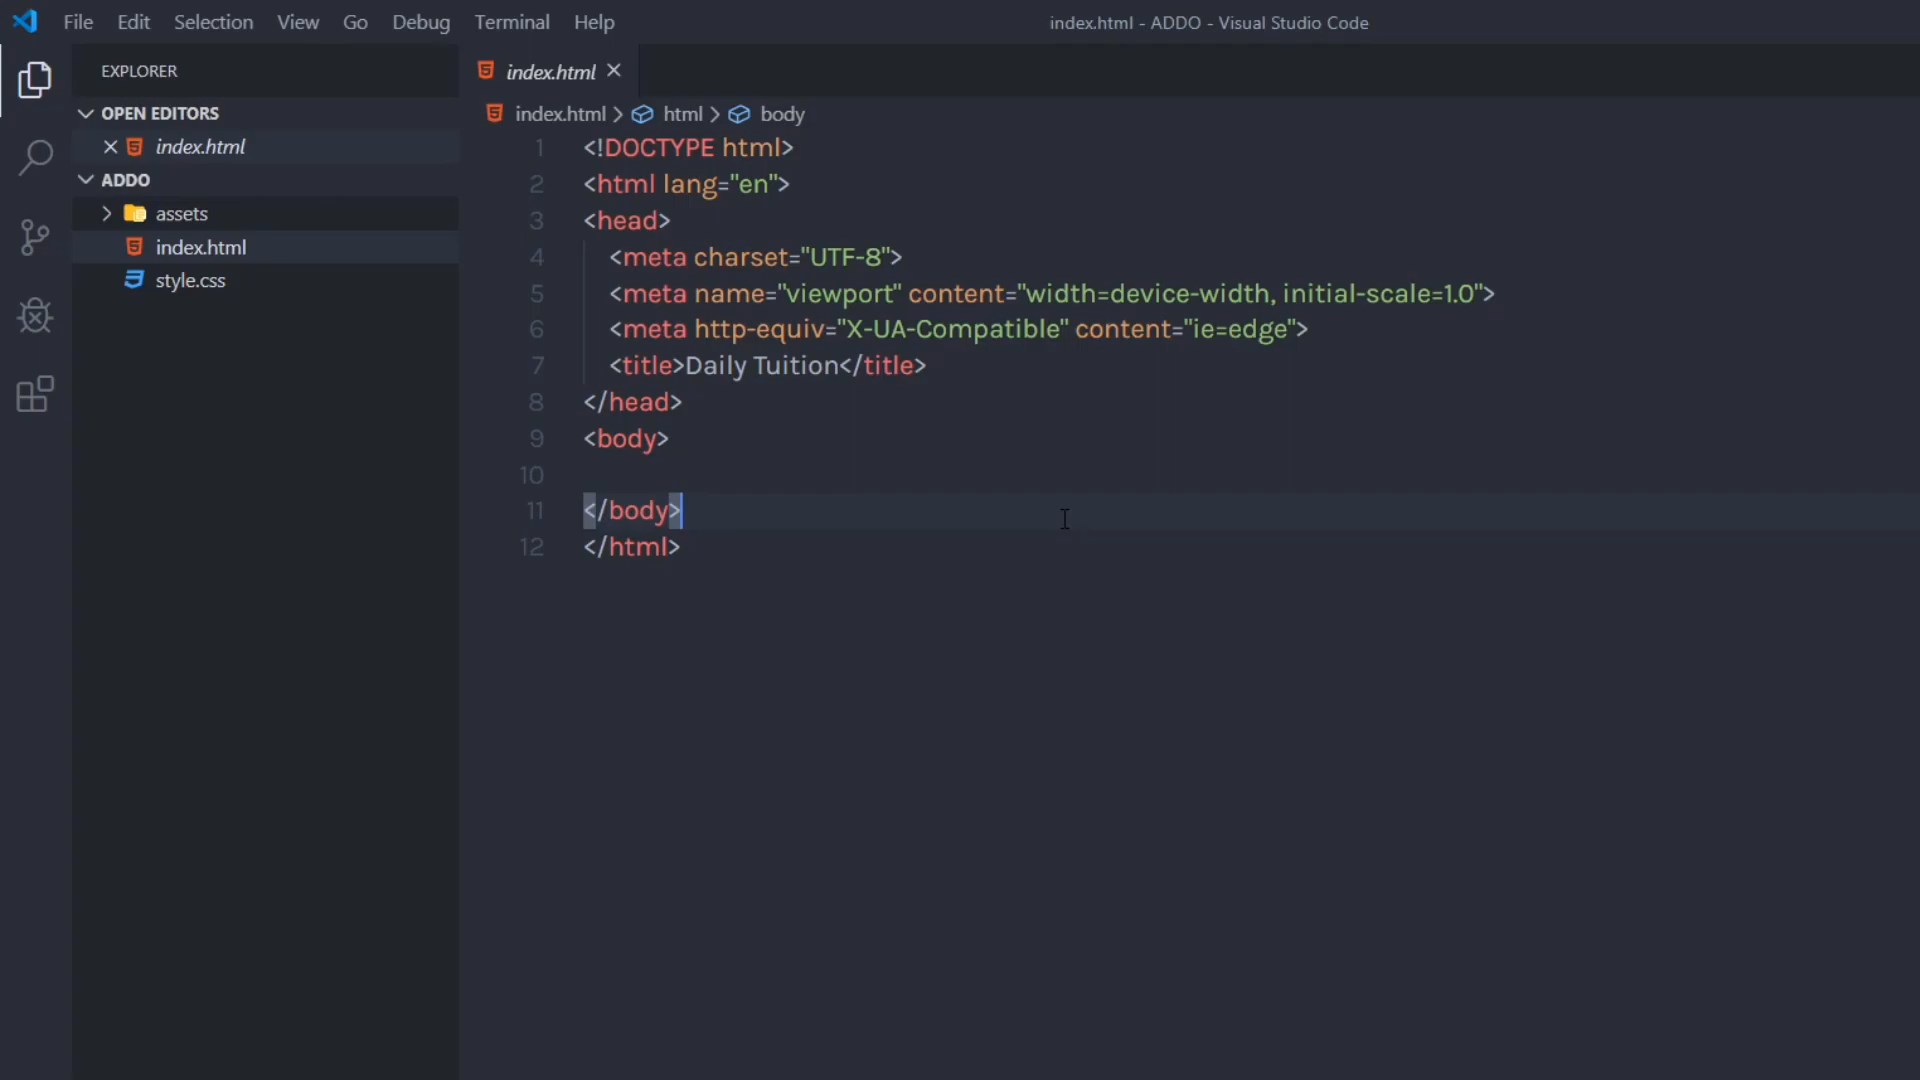 File Edit Selection View Go Debug Terminal Help
index.html - ADDO - Visual Studio Code
EXPLORER
OPEN EDITORS
index.html
ADDO
assets
index.html
style.css
index.html
index.html > html > body
1 <!DOCTYPE html>
2 <html lang="en">
3 <head>
4 <meta charset="UTF-8">
5 <meta name="viewport" content="width=device-width, initial-scale=1.0">
6 <meta http-equiv="X-UA-Compatible" content="ie=edge">
7 <title>Daily Tuition</title>
8 </head>
9 <body>
10
11 </body>
12 </html>